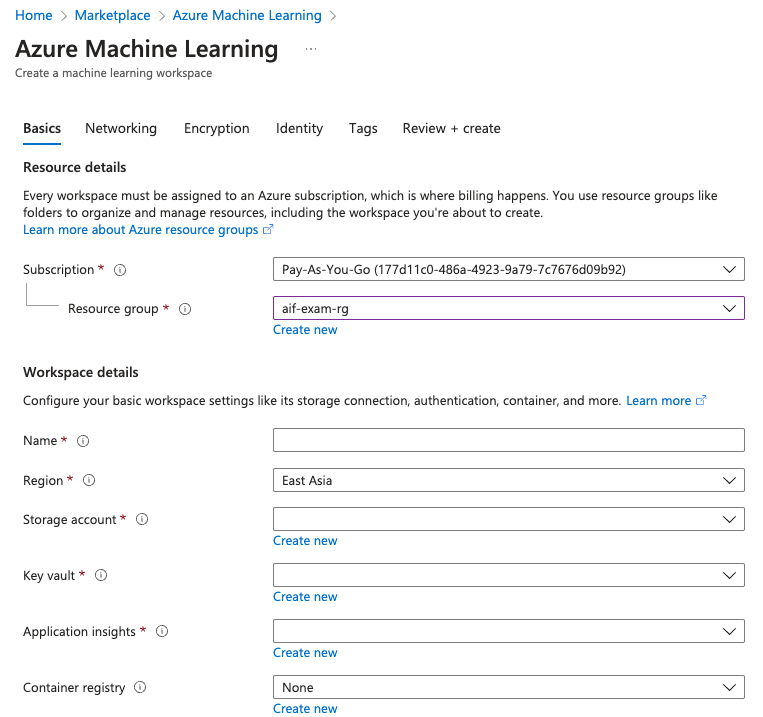 Home > Marketplace > Azure Machine Learning >
Azure Machine Learning ...
Create a machine learning workspace
Basics Networking Encryption Identity Tags Review + create
Resource details
Every workspace must be assigned to an Azure subscription, which is where billing happens. You use resource groups like
folders to organize and manage resources, including the workspace you're about to create.
Learn more about Azure resource groups
Subscription * Pay-As-You-Go (177d11c0-486a-4923-9a79-7c7676d09b92)
Resource group * aif-exam-rg
Create new
Workspace details
Configure your basic workspace settings like its storage connection, authentication, container, and more. Learn more
Name *
Region * East Asia
Storage account *
Create new
Key vault *
Create new
Application insights *
Create new
Container registry None
Create new